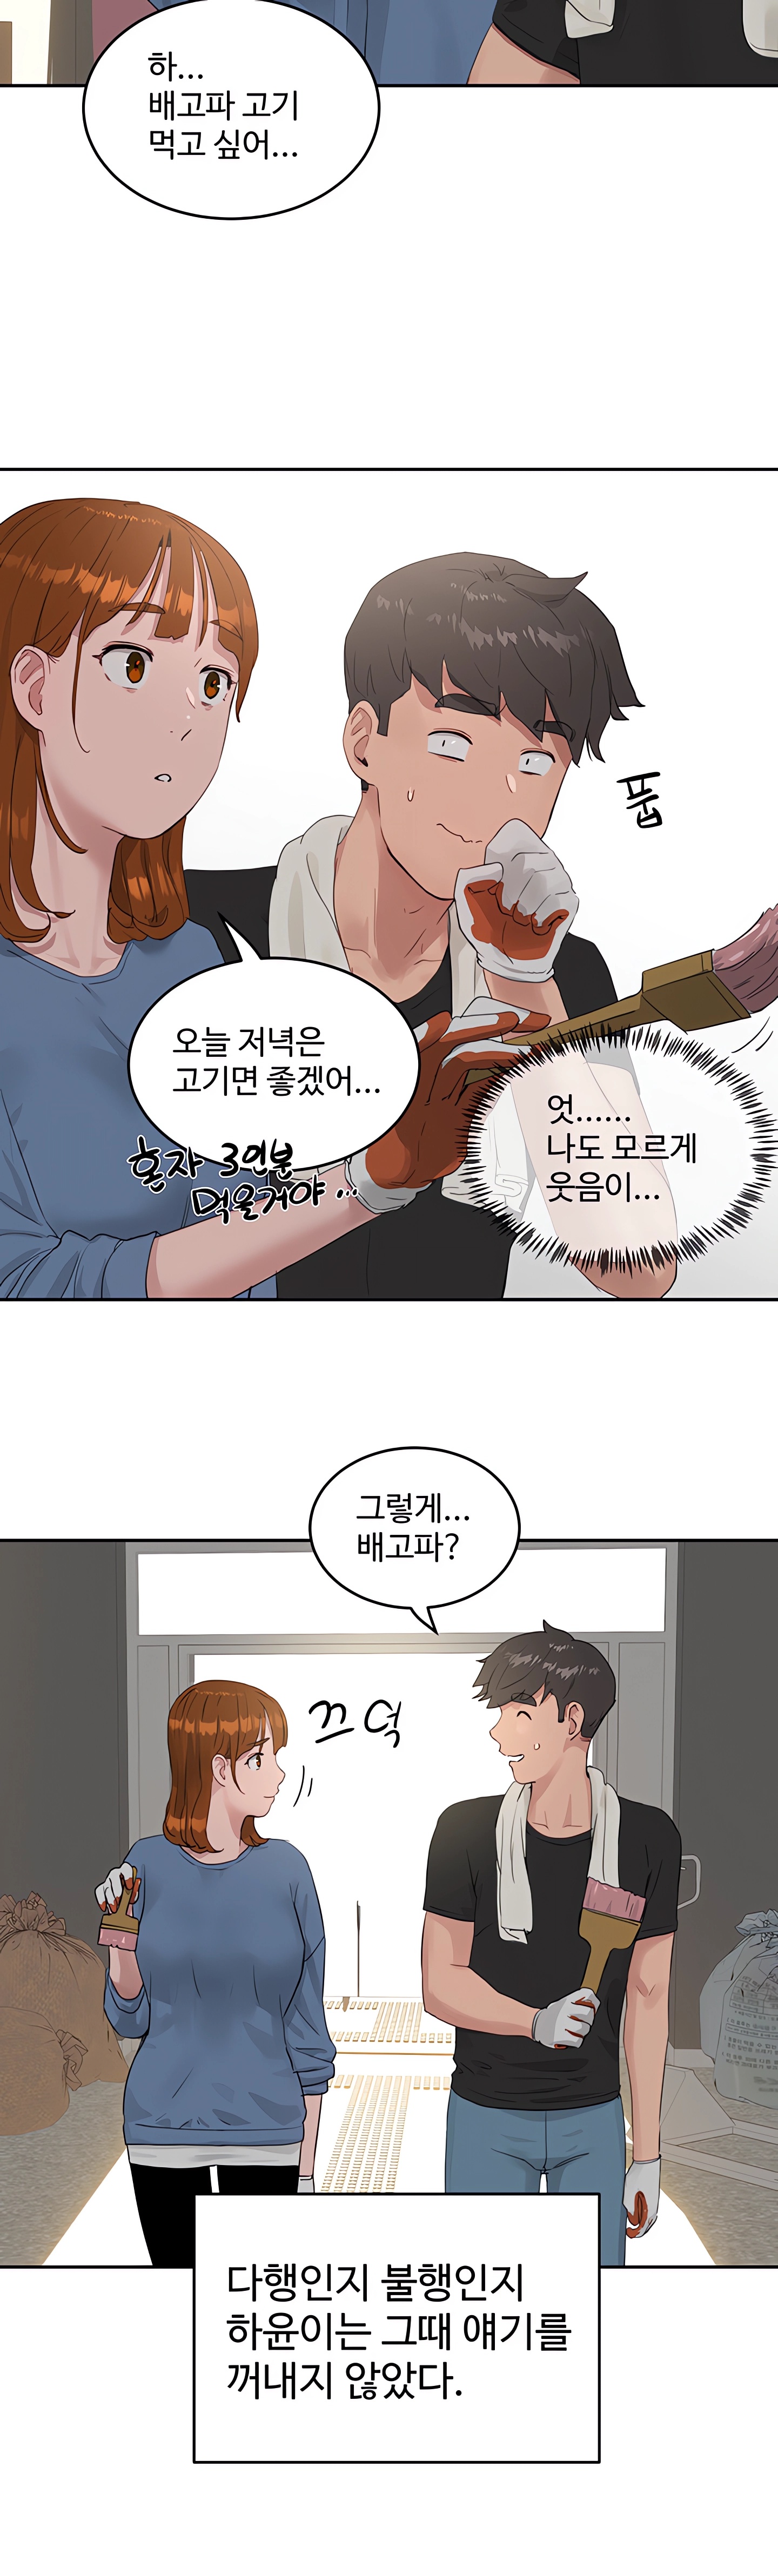 하...
배고파 고기
먹고 싶어...
풉
오늘 저녁은
고기면 좋겠어...
혼자 3인분
먹을거야...
엇......
나도 모르게
웃음이...
그렇게...
배고파?
끄덕
다행인지 불행인지
하윤이는 그때 얘기를
꺼내지 않았다.